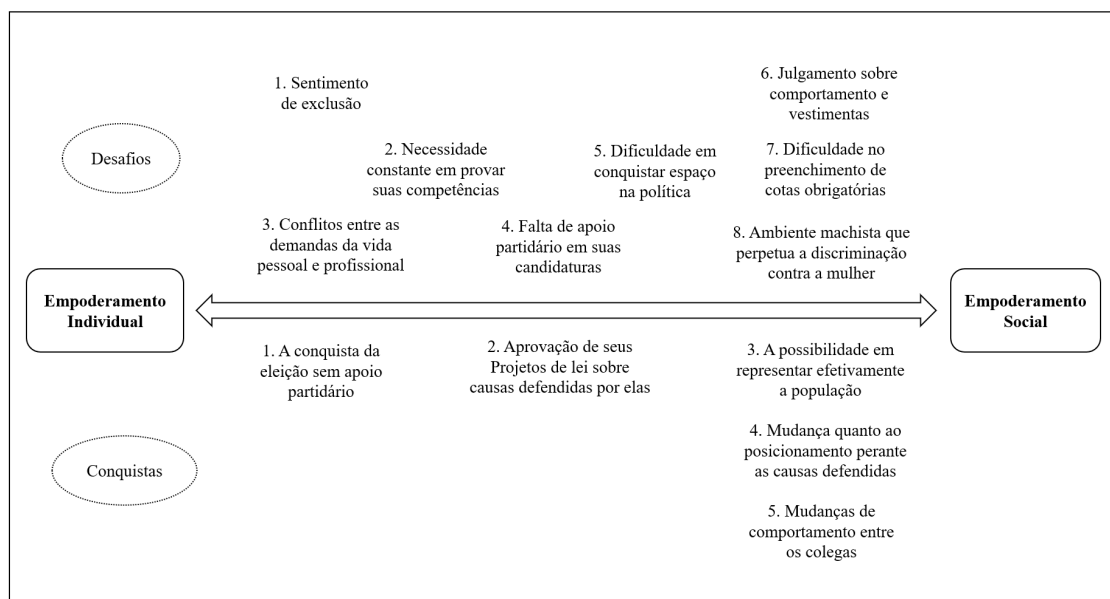 1. Sentimento
de exclusão
6. Julgamento sobre
comportamento e
vestimentas
Desafios
2. Necessidade
constante em provar
suas competências
5. Dificuldade em
conquistar espaço
na política
7. Dificuldade no
preenchimento de
cotas obrigatórias
3. Conflitos entre as
demandas da vida
pessoal e profissional
4. Falta de apoio
partidário em suas
candidaturas
8. Ambiente machista que
perpetua a discriminação
contra a mulher
Empoderamento
Individual
Empoderamento
Social
1. A conquista da
eleição sem apoio
partidário
2. Aprovação de seus
Projetos de lei sobre
causas defendidas por elas
3. A possibilidade em
representar efetivamente
a população
Conquistas
4. Mudança quanto ao
posicionamento perante
as causas defendidas
5. Mudanças de
comportamento entre
os colegas